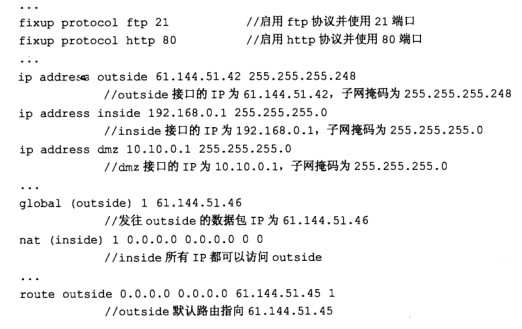 ...
fixup protocol ftp 21 //启用 ftp 协议并使用 21 端口
fixup protocol http 80 //启用 http 协议并使用 80 端口
...
ip address outside 61.144.51.42 255.255.255.248
//outside 接口的 IP 为 61.144.51.42，子网掩码为 255.255.255.248
ip address inside 192.168.0.1 255.255.255.0
//inside 接口的 IP 为 192.168.0.1，子网掩码为 255.255.255.0
ip address dmz 10.10.0.1 255.255.255.0
//dmz 接口的 IP 为 10.10.0.1，子网掩码为 255.255.255.0
...
global (outside) 1 61.144.51.46
//发往 outside 的数据包 IP 为 61.144.51.46
nat (inside) 1 0.0.0.0 0.0.0.0 0 0
//inside 所有 IP 都可以访问 outside
...
route outside 0.0.0.0 0.0.0.0 61.144.51.45 1
//outside 默认路由指向 61.144.51.45